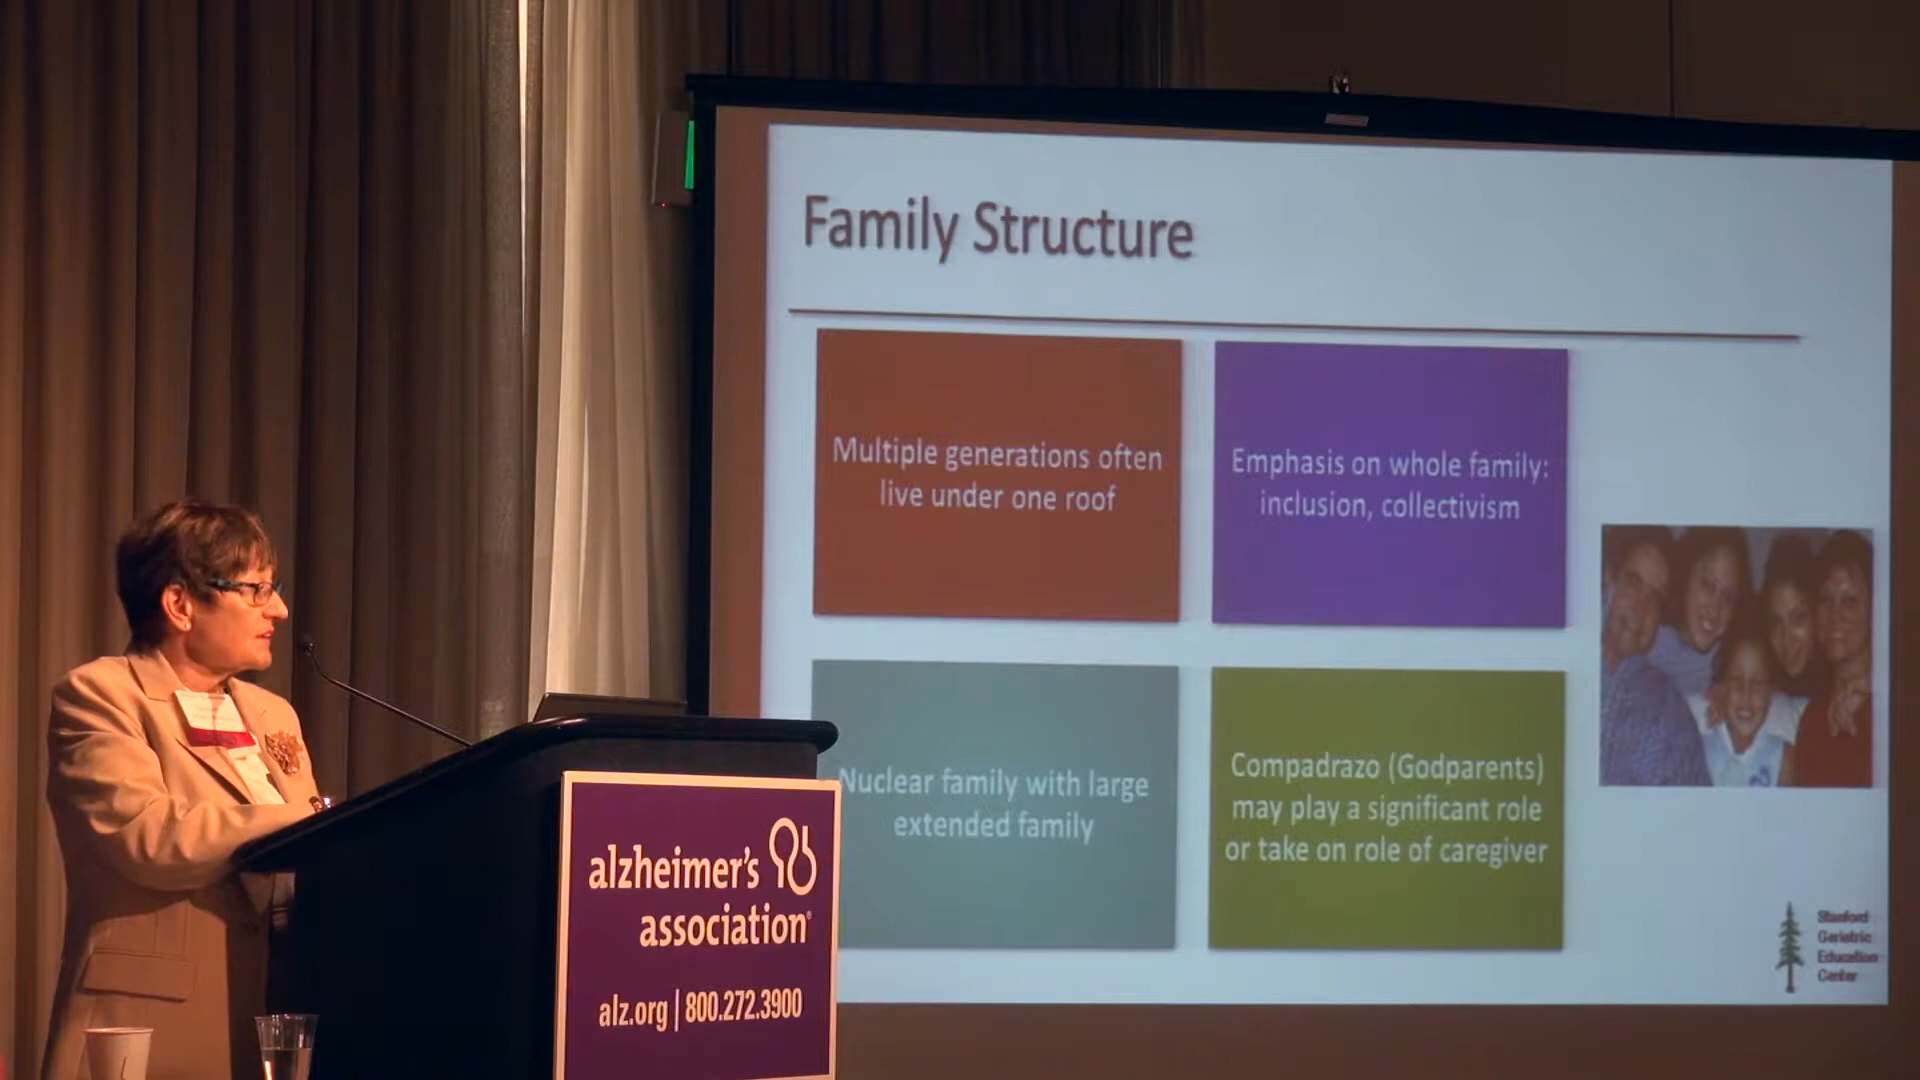 Family Structure
Multiple generations often
live under one roof
Emphasis on whole family:
inclusion, collectivism
Nuclear family with large
extended family
Compadrazo (Godparents)
may play a significant role
or take on role of caregiver
Stanford
Geriatric
Education
Center
alzheimer's
association®
alz.org | 800.272.3900